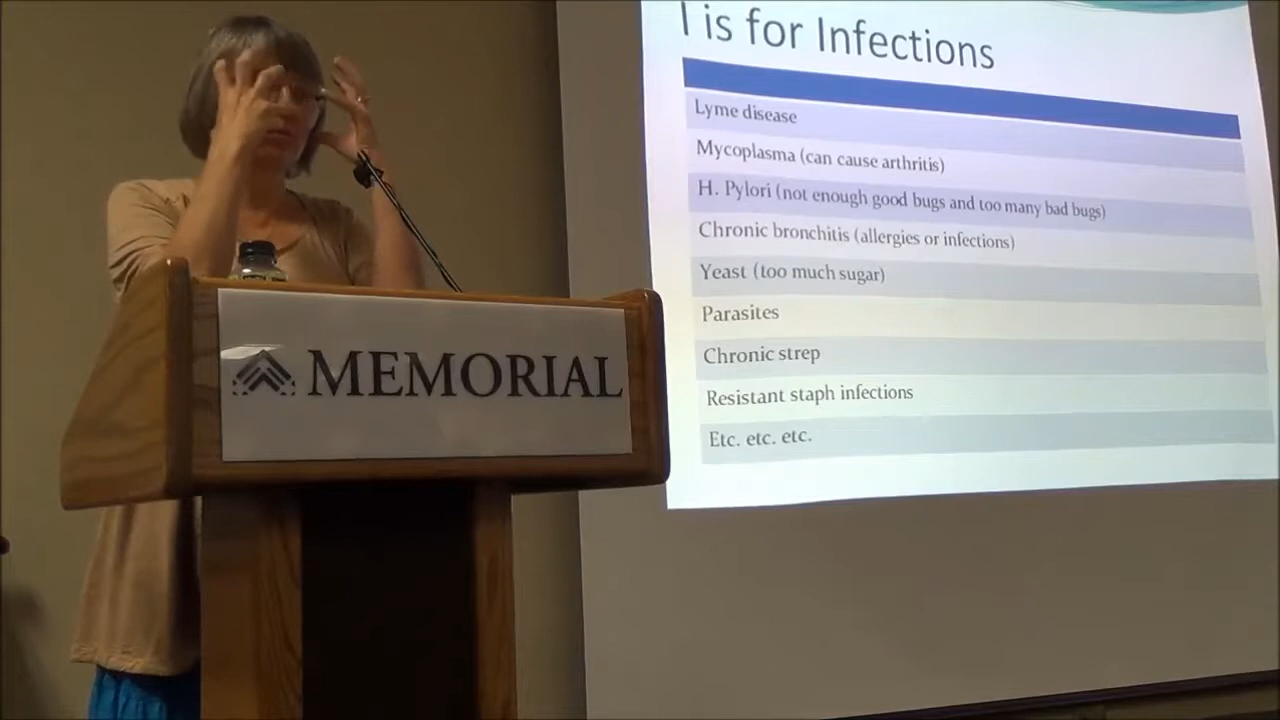 I is for Infections
Lyme disease
Mycoplasma (can cause arthritis)
H. Pylori (not enough good bugs and too many bad bugs)
Chronic bronchitis (allergies or infections)
Yeast (too much sugar)
Parasites
Chronic strep
Resistant staph infections
Etc. etc. etc.
MEMORIAL